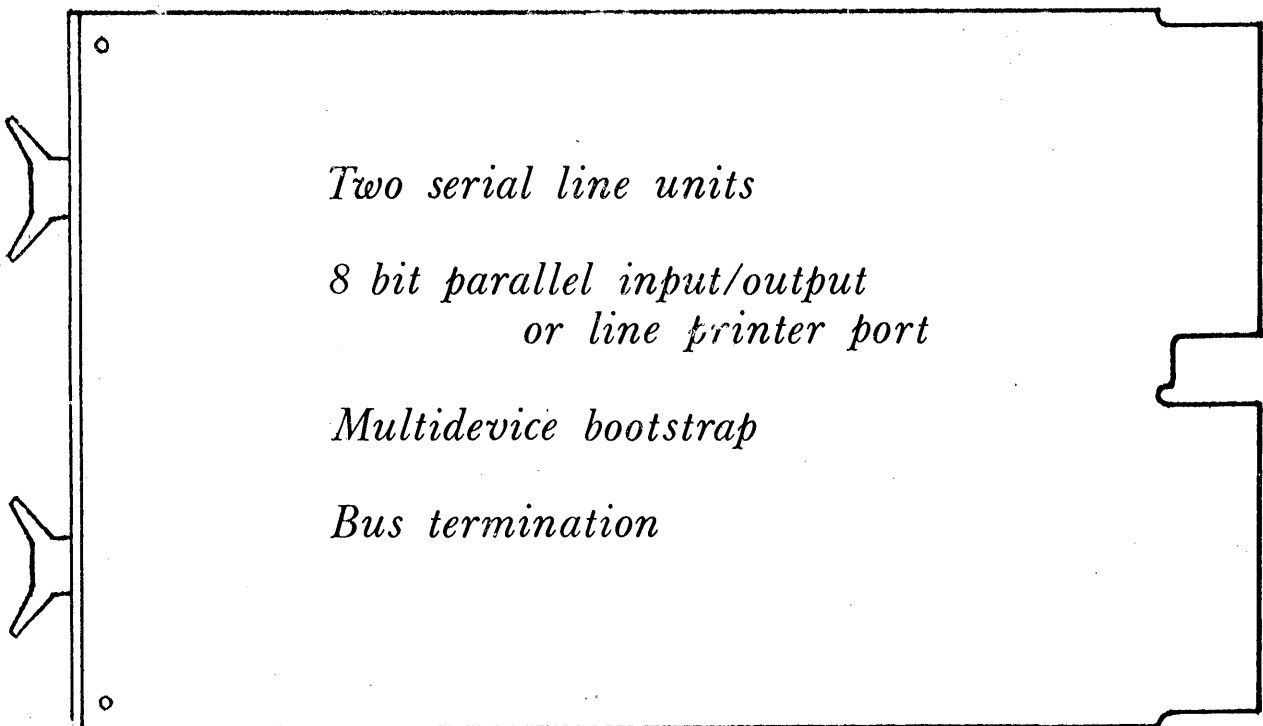 Two serial line units
8 bit parallel input/output
or line printer port
Multidevice bootstrap
Bus termination